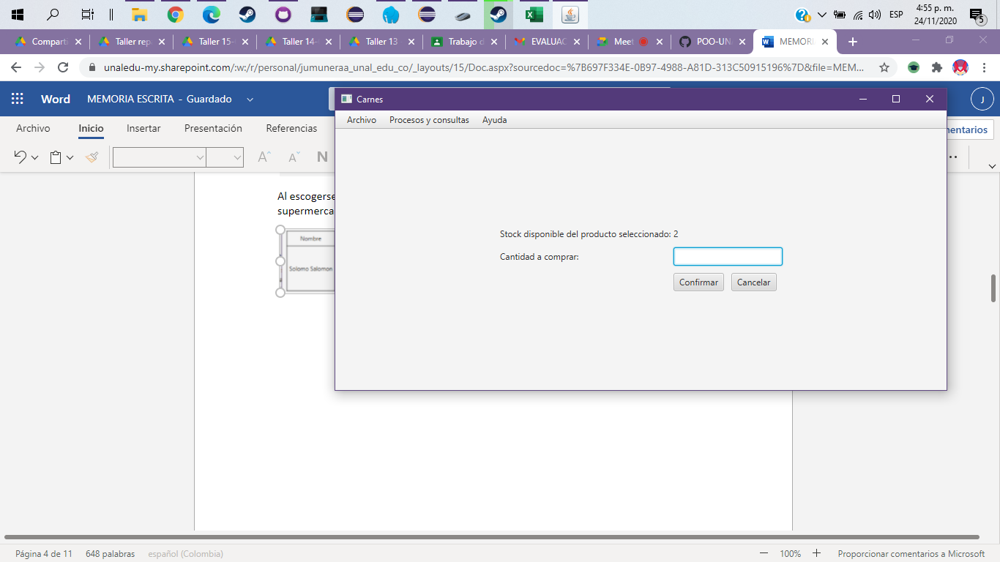 4:55 p. m.
ESP
24/11/2020
5
Comparti
Taller rep
Taller 15-
Taller 14-
Taller 13
Trabajo d
EVALUAC
Meet
POO-UN
MEMORI
unaledu-my.sharepoint.com/:w:/r/personal/jumuneraa_unal_edu_co/_layouts/15/Doc.aspx?sourcedoc=%7B697F334E-0B97-4988-A81D-313C50915196%7D&file=MEM...
Word MEMORIA ESCRITA - Guardado
J
Carnes
Archivo Procesos y consultas Ayuda
Archivo Inicio Insertar Presentación Referencias
mentarios
A A N
Al escogerse
supermerca
Nombre
Solomo Salomon
Stock disponible del producto seleccionado: 2
Cantidad a comprar:
Confirmar Cancelar
Página 4 de 11 648 palabras español (Colombia)
100% Proporcionar comentarios a Microsoft